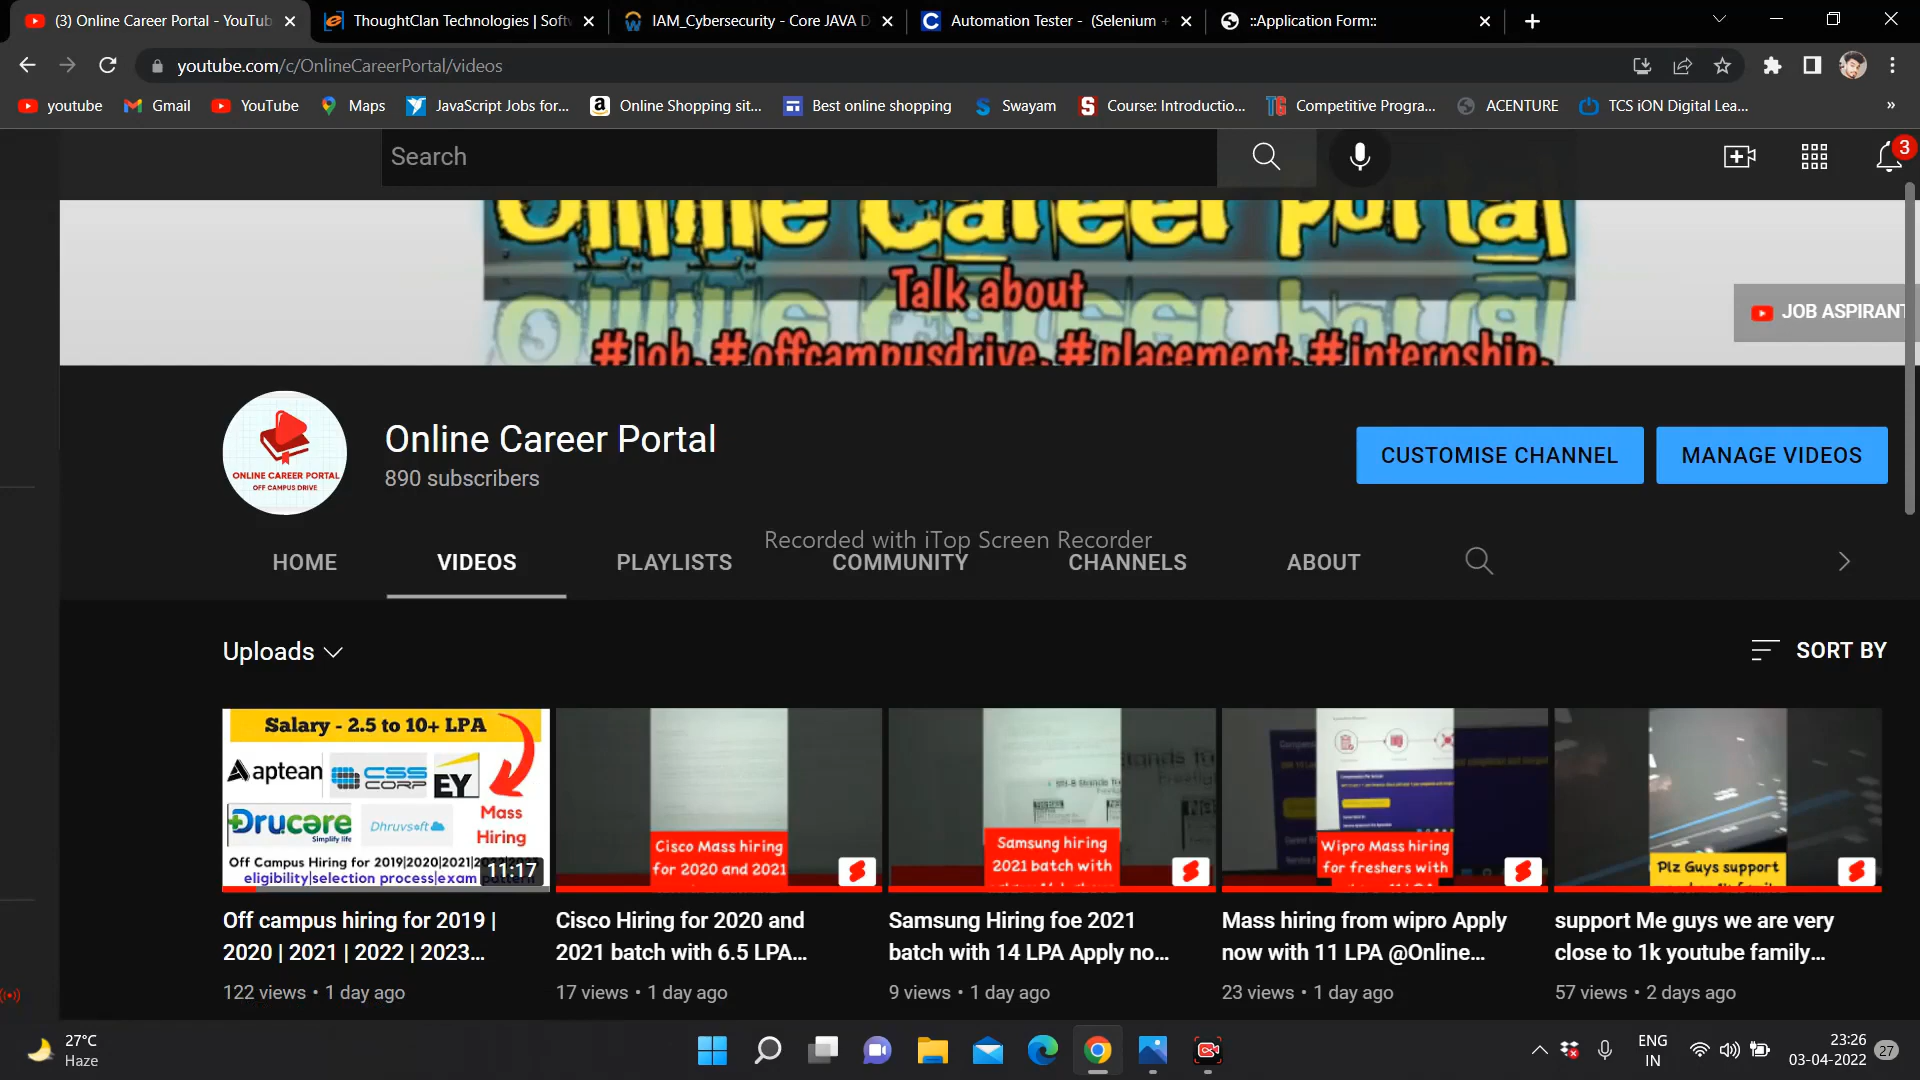 (3) Online Career Portal - YouTub
ThoughtClan Technologies | Softw
IAM_Cybersecurity - Core JAVA D
Automation Tester - (Selenium +
::Application Form::
youtube.com/c/OnlineCareerPortal/videos
youtube
Gmail
YouTube
Maps
JavaScript Jobs for...
Online Shopping sit...
Best online shopping
Swayam
Course: Introductio...
Competitive Progra...
ACENTURE
TCS iON Digital Lea...
»
Search
3
Online Career Portal
Talk about
#job, #offcampusdrive, #placement, #internship,
JOB ASPIRANT
ONLINE CAREER PORTAL
OFF CAMPUS DRIVE
Online Career Portal
890 subscribers
CUSTOMISE CHANNEL
MANAGE VIDEOS
Recorded with iTop Screen Recorder
HOME
VIDEOS
PLAYLISTS
COMMUNITY
CHANNELS
ABOUT
Uploads
SORT BY
Salary - 2.5 to 10+ LPA
Aptean
CSS CORP
EY
Drucare
Simplify life
Dhruvsoft
Mass
Hiring
Off Campus Hiring for 2019|2020|2021|2022|2023
eligibility|selection process|exam pattern
11:17
Cisco Mass hiring
for 2020 and 2021
Samsung hiring
2021 batch with
Wipro Mass hiring
for freshers with
Plz Guys support
Off campus hiring for 2019 |
2020 | 2021 | 2022 | 2023...
122 views • 1 day ago
Cisco Hiring for 2020 and
2021 batch with 6.5 LPA...
17 views • 1 day ago
Samsung Hiring foe 2021
batch with 14 LPA Apply no...
9 views • 1 day ago
Mass hiring from wipro Apply
now with 11 LPA @Online...
23 views • 1 day ago
support Me guys we are very
close to 1k youtube family...
57 views • 2 days ago
27°C
Haze
ENG
IN
23:26
03-04-2022
27